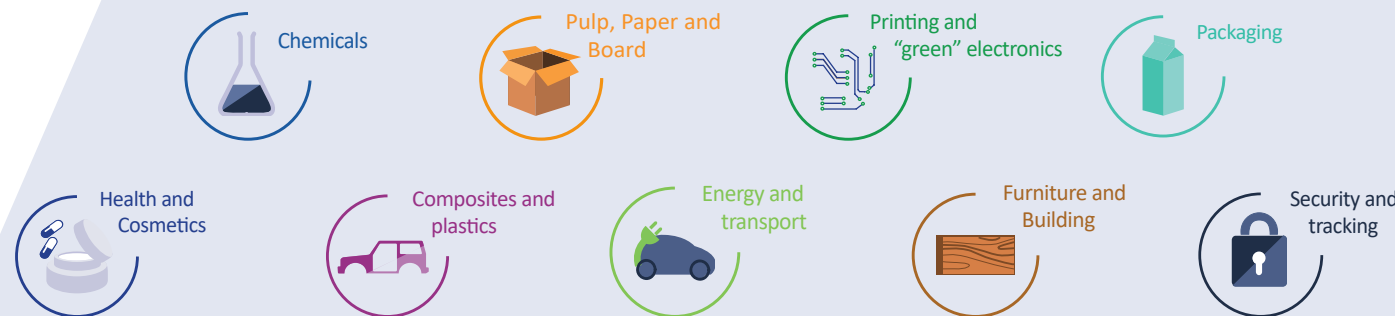 Chemicals
Pulp, Paper and
Board
Printing and
“green” electronics
Packaging
Health and
Cosmetics
Composites and
plastics
Energy and
transport
Furniture and
Building
Security and
tracking